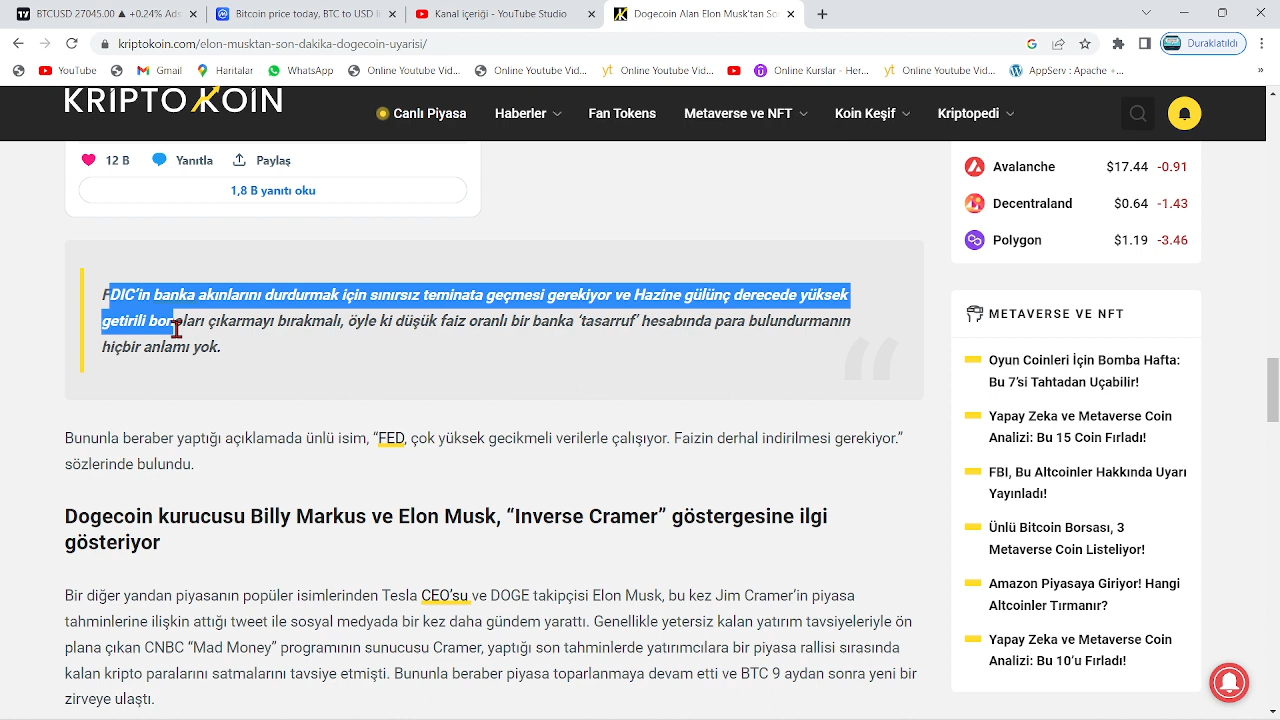 BTCUSD 27045.00 ▲ +0.24% Ads
Bitcoin price today, BTC to USD li
Kanal içeriği - YouTube Studio
Dogecoin Alan Elon Musk'tan Son
kriptokoin.com/elon-musktan-son-dakika-dogecoin-uyarisi/
Duraklatıldı
YouTube
Gmail
Haritalar
WhatsApp
Online Youtube Vid...
Online Youtube Vid...
Online Youtube Vid...
Online Kurslar - Her...
Online Youtube Vid...
AppServ : Apache +...
»
KRIPTOKOIN
Canlı Piyasa
Haberler
Fan Tokens
Metaverse ve NFT
Koin Keşif
Kriptopedi
12 B
Yanıtla
Paylaş
1,8 B yanıtı oku
FDIC’in banka akınlarını durdurmak için sınırsız teminata geçmesi gerekiyor ve Hazine gülünç derecede yüksek
getirili bonoları çıkarmayı bırakmalı, öyle ki düşük faiz oranlı bir banka ‘tasarruf’ hesabında para bulundurmanın
hiçbir anlamı yok.
Bununla beraber yaptığı açıklamada ünlü isim, “FED, çok yüksek gecikmeli verilerle çalışıyor. Faizin derhal indirilmesi gerekiyor.”
sözlerinde bulundu.
Dogecoin kurucusu Billy Markus ve Elon Musk, “Inverse Cramer” göstergesine ilgi
gösteriyor
Bir diğer yandan piyasanın popüler isimlerinden Tesla CEO’su ve DOGE takipçisi Elon Musk, bu kez Jim Cramer’in piyasa
tahminlerine ilişkin attığı tweet ile sosyal medyada bir kez daha gündem yarattı. Genellikle yetersiz kalan yatırım tavsiyeleriyle ön
plana çıkan CNBC “Mad Money” programının sunucusu Cramer, yaptığı son tahminlerde yatırımcılara bir piyasa rallisi sırasında
kalan kripto paralarını satmalarını tavsiye etmişti. Bununla beraber piyasa toparlanmaya devam etti ve BTC 9 aydan sonra yeni bir
zirveye ulaştı.
Avalanche $17.44 -0.91
Decentraland $0.64 -1.43
Polygon $1.19 -3.46
METAVERSE VE NFT
Oyun Coinleri İçin Bomba Hafta:
Bu 7’si Tahtadan Uçabilir!
Yapay Zeka ve Metaverse Coin
Analizi: Bu 15 Coin Fırladı!
FBI, Bu Altcoinler Hakkında Uyarı
Yayınladı!
Ünlü Bitcoin Borsası, 3
Metaverse Coin Listeliyor!
Amazon Piyasaya Giriyor! Hangi
Altcoinler Tırmanır?
Yapay Zeka ve Metaverse Coin
Analizi: Bu 10’u Fırladı!